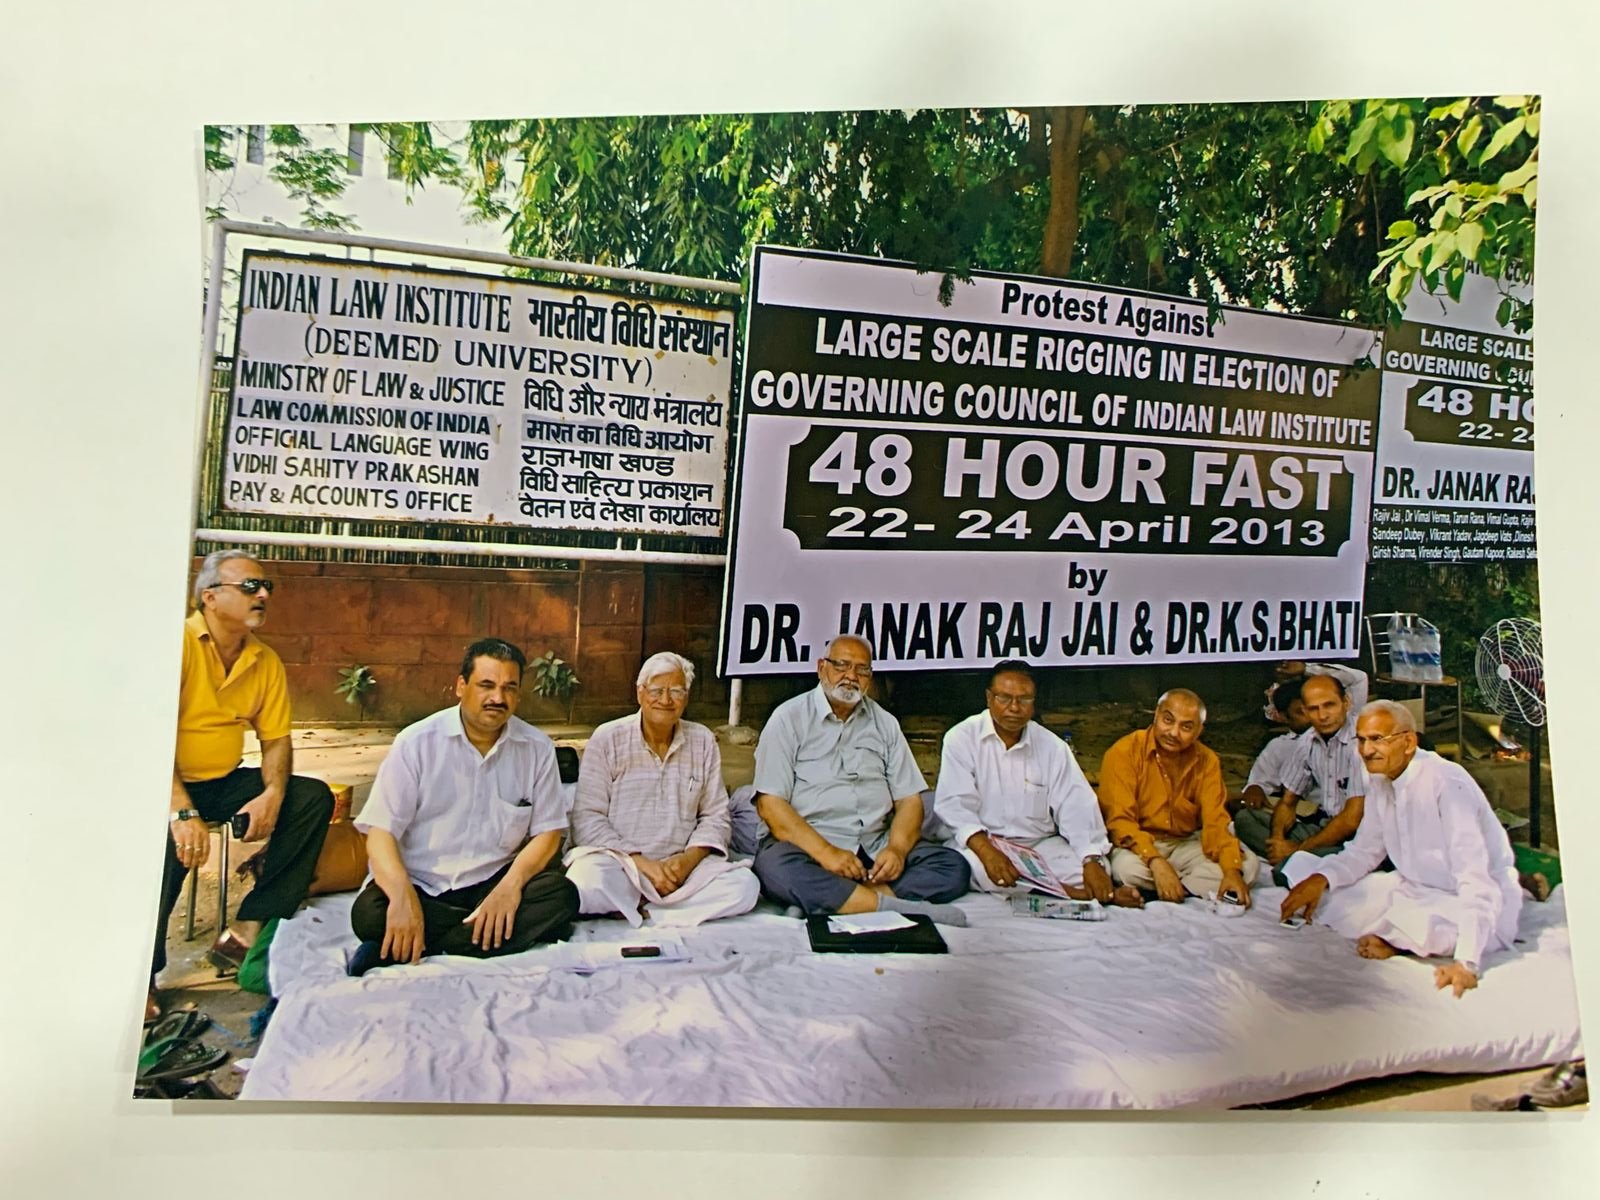 INDIAN LAW INSTITUTE भारतीय विधि संस्थान
(DEEMED UNIVERSITY)
MINISTRY OF LAW & JUSTICE विधि और न्याय मंत्रालय
LAW COMMISSION OF INDIA भारत का विधि आयोग
OFFICIAL LANGUAGE WING राजभाषा खण्ड
VIDHI SAHITY PRAKASHAN विधि साहित्य प्रकाशन
PAY & ACCOUNTS OFFICE वेतन एवं लेखा कार्यालय
Protest Against
LARGE SCALE RIGGING IN ELECTION OF
GOVERNING COUNCIL OF INDIAN LAW INSTITUTE
48 HOUR FAST
22- 24 April 2013
by
DR. JANAK RAJ JAI & DR.K.S.BHATI
LARGE SCALE
GOVERNING
48 HO
22- 24
DR. JANAK RA
Rajiv Jai, Dr Vimal Verma, Tarun Rana, Vimal Gupta, Rajiv
Sandeep Dubey, Vikrant Yadav, Jagdeep Vats, Dinesh
Girish Sharma, Virender Singh, Gautam Kapoor, Rakesh